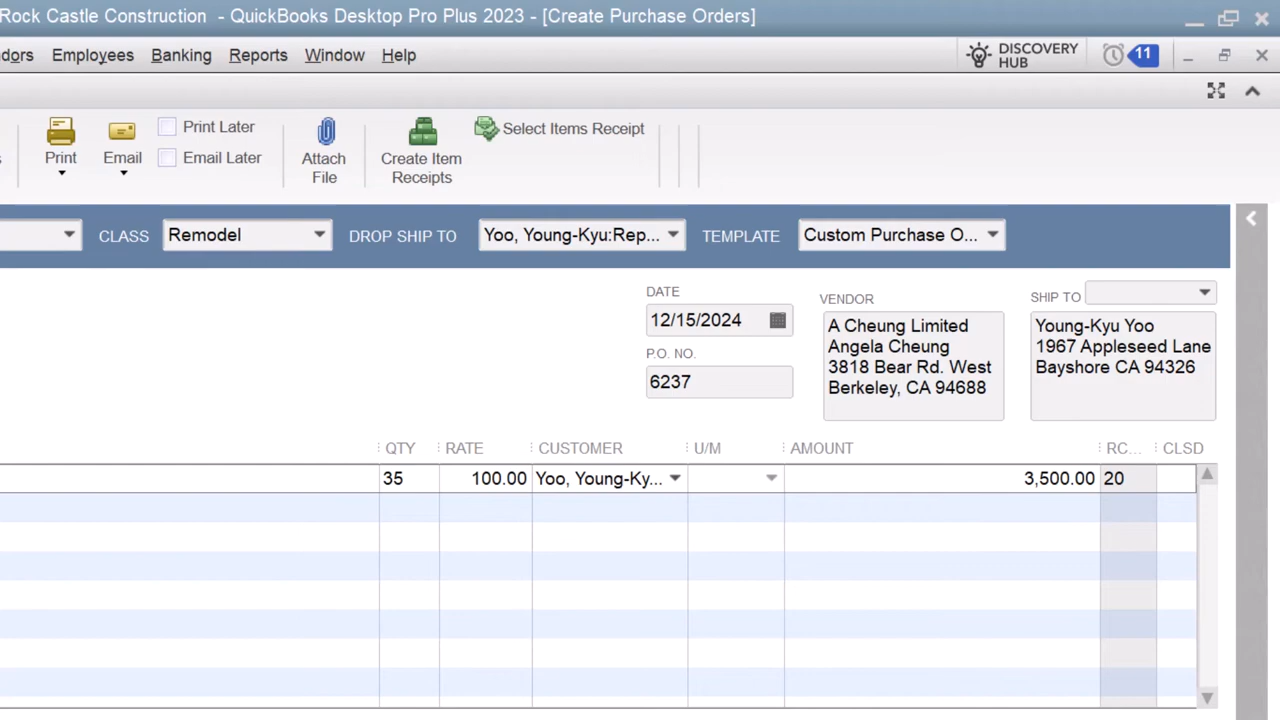 Rock Castle Construction - QuickBooks Desktop Pro Plus 2023 - [Create Purchase Orders]
dors Employees Banking Reports Window Help
DISCOVERY
HUB
11
Print
Email
Print Later
Email Later
Attach
File
Create Item
Receipts
Select Items Receipt
CLASS Remodel DROP SHIP TO Yoo, Young-Kyu:Rep... TEMPLATE Custom Purchase O...
DATE
12/15/2024
P.O. NO.
6237
VENDOR
A Cheung Limited
Angela Cheung
3818 Bear Rd. West
Berkeley, CA 94688
SHIP TO
Young-Kyu Yoo
1967 Appleseed Lane
Bayshore CA 94326
QTY RATE CUSTOMER U/M AMOUNT RC... CLSD
35 100.00 Yoo, Young-Ky... 3,500.00 20